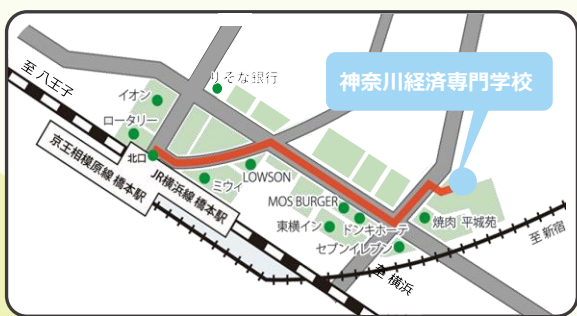 至 八王子
イオン
りそな銀行
神奈川経済専門学校
ロータリー
北口
京王相模原線 橋本駅
JR横浜線 橋本駅
ミウィ
LOWSON
MOS BURGER
東横イン
ドンキホーテ
セブンイレブン
焼肉 平城苑
至 新宿
至 横浜